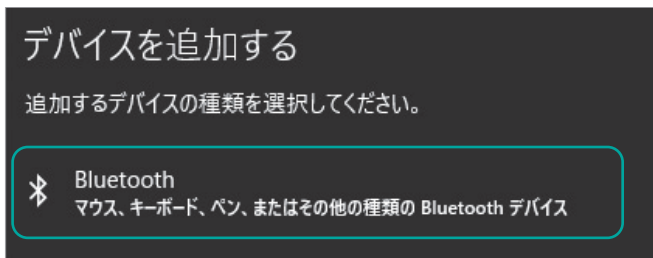 デバイスを追加する
追加するデバイスの種類を選択してください。
Bluetooth
マウス、キーボード、ペン、またはその他の種類の Bluetooth デバイス